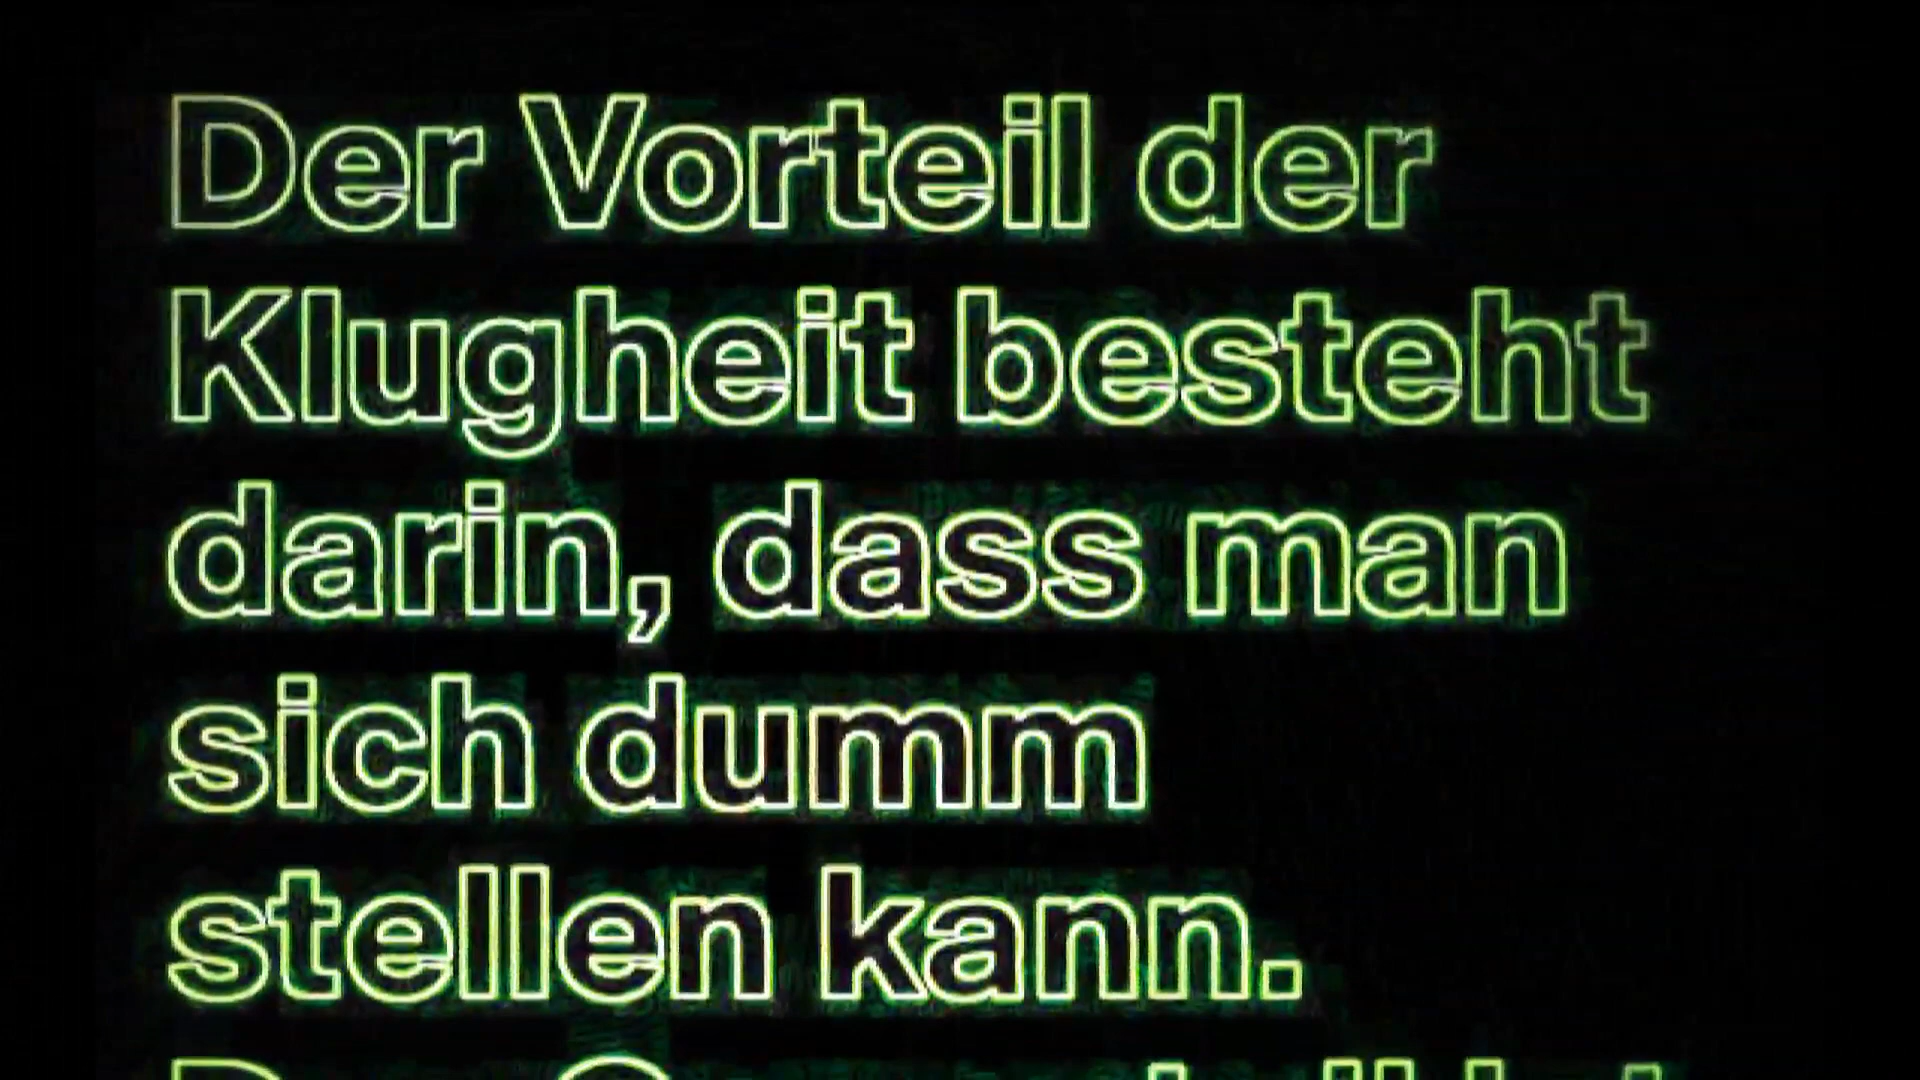 Der Vorteil der
Klugheit besteht
darin, dass man
sich dumm
stellen kann.